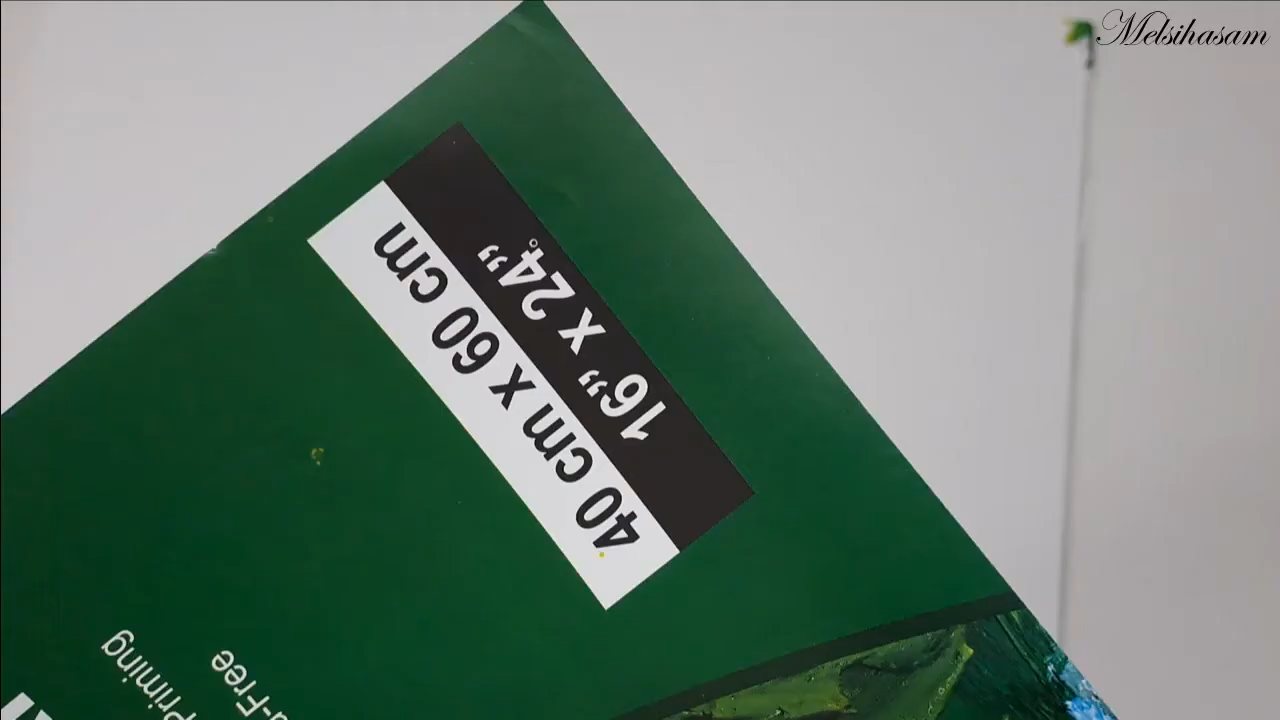 Melsihasam
16” x 24”
40 cm x 60 cm
Priming
-Free